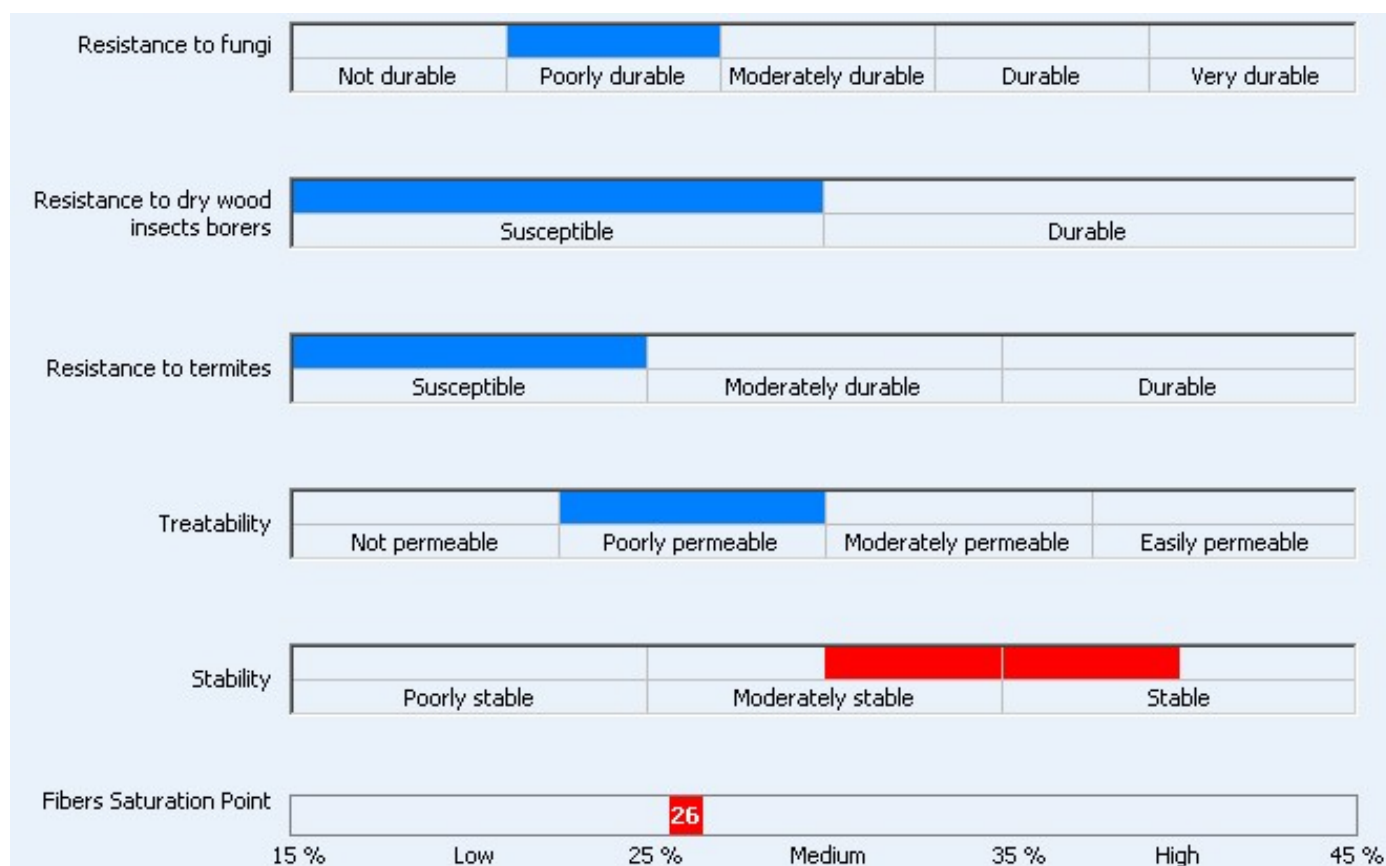 Resistance to fungi
Not durable Poorly durable Moderately durable Durable Very durable
Resistance to dry wood
insects borers
Susceptible Durable
Resistance to termites
Susceptible Moderately durable Durable
Treatability
Not permeable Poorly permeable Moderately permeable Easily permeable
Stability
Poorly stable Moderately stable Stable
Fibers Saturation Point
26
15 % Low 25 % Medium 35 % High 45 %